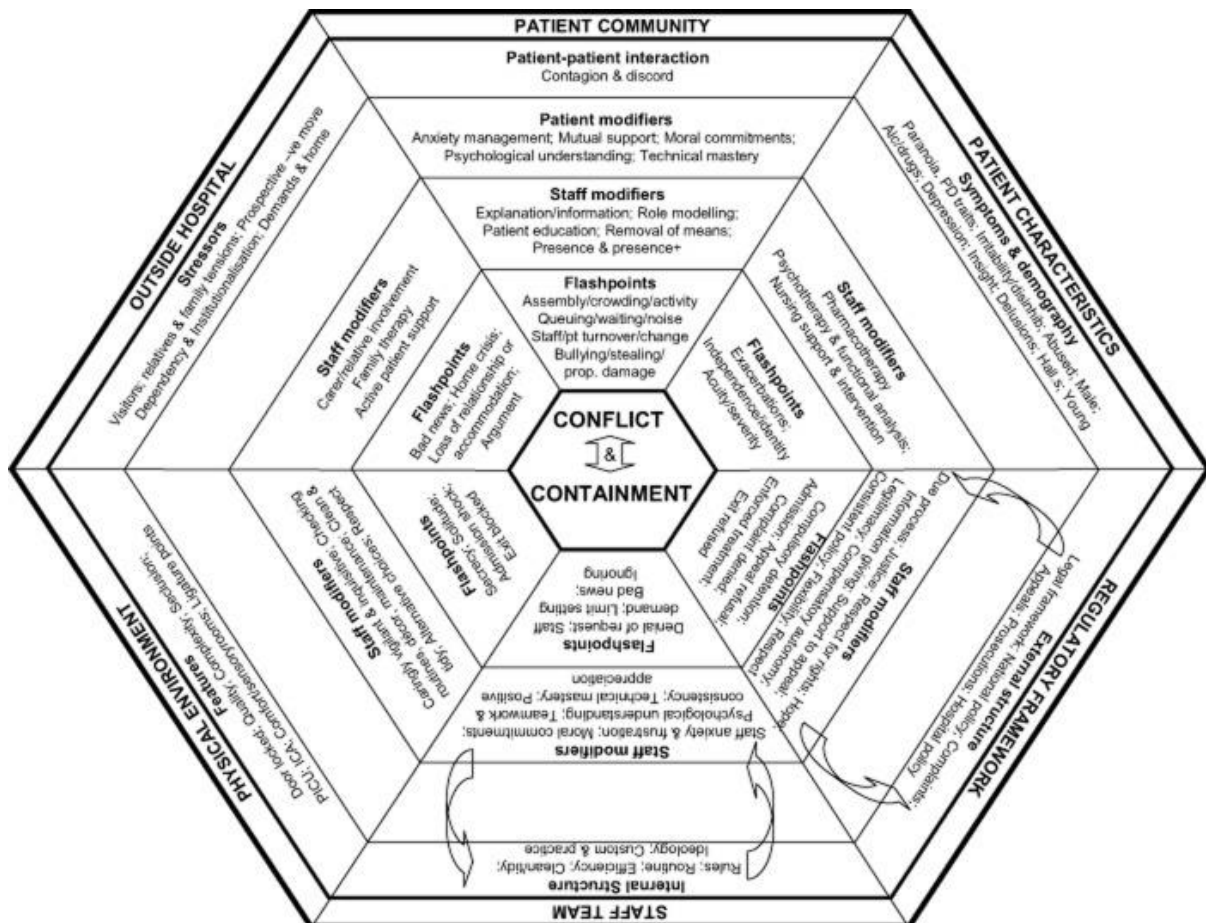 PATIENT COMMUNITY
Patient-patient interaction
Contagion & discord
Patient modifiers
Anxiety management; Mutual support; Moral commitments;
Psychological understanding; Technical mastery
Staff modifiers
Explanation/information; Role modelling;
Patient education; Removal of means;
Presence & presence+
Flashpoints
Assembly/crowding/activity
Queuing/waiting/noise
Staff/pt turnover/change
Bullying/stealing/
prop. damage
PATIENT CHARACTERISTICS
Symptoms & demography
Paranoia, PD traits; Irritability/disinhib; Abused; Male;
Alc/drugs; Depression; Insight; Delusions; Hall.s; Young
Staff modifiers
Pharmacotherapy
Psychotherapy & functional analysis;
Nursing support & intervention
Flashpoints
Exacerbations;
Independence/identity
Acuity/severity
REGULATORY FRAMEWORK
External structure
Legal framework; National policy; Complaints;
Appeals; Prosecutions; Hospital policy
Staff modifiers
Due process; Justice; Respect for rights; Hope;
Information giving; Support to appeal;
Legitimacy; Compensatory autonomy;
Consistent policy; Flexibility; Respect
Flashpoints
Compulsory detention;
Admission; Appeal refusal;
Complaint denied;
Enforced treatment;
Exit refused
STAFF TEAM
Internal Structure
Rules; Routine; Efficiency; Clean/tidy;
Ideology; Custom & practice
Staff modifiers
Staff anxiety & frustration; Moral commitments;
Psychological understanding; Teamwork &
consistency; Technical mastery; Positive
appreciation
Flashpoints
Denial of request; Staff
demand; Limit setting
Bad news;
Ignoring
PHYSICAL ENVIRONMENT
Features
Door locked; Quality; Complexity; Seclusion;
PICU; ICA; Comfort/sensoryrooms; Ligature points
Staff modifiers
Caringly vigilant & inquisitive; Checking
routines, décor, maintenance; Clean &
tidy; Alternative choices; Respect
Flashpoints
Secrecy; Solitude;
Admission shock;
Exit blocked
OUTSIDE HOSPITAL
Stressors
Visitors; relatives & family tensions; Prospective –ve move
Dependency & Institutionalisation; Demands & home
Staff modifiers
Carer/relative involvement
Family therapy
Active patient support
Flashpoints
Bad news; Home crisis;
Loss of relationship or
accommodation;
Argument
CONFLICT
&
CONTAINMENT